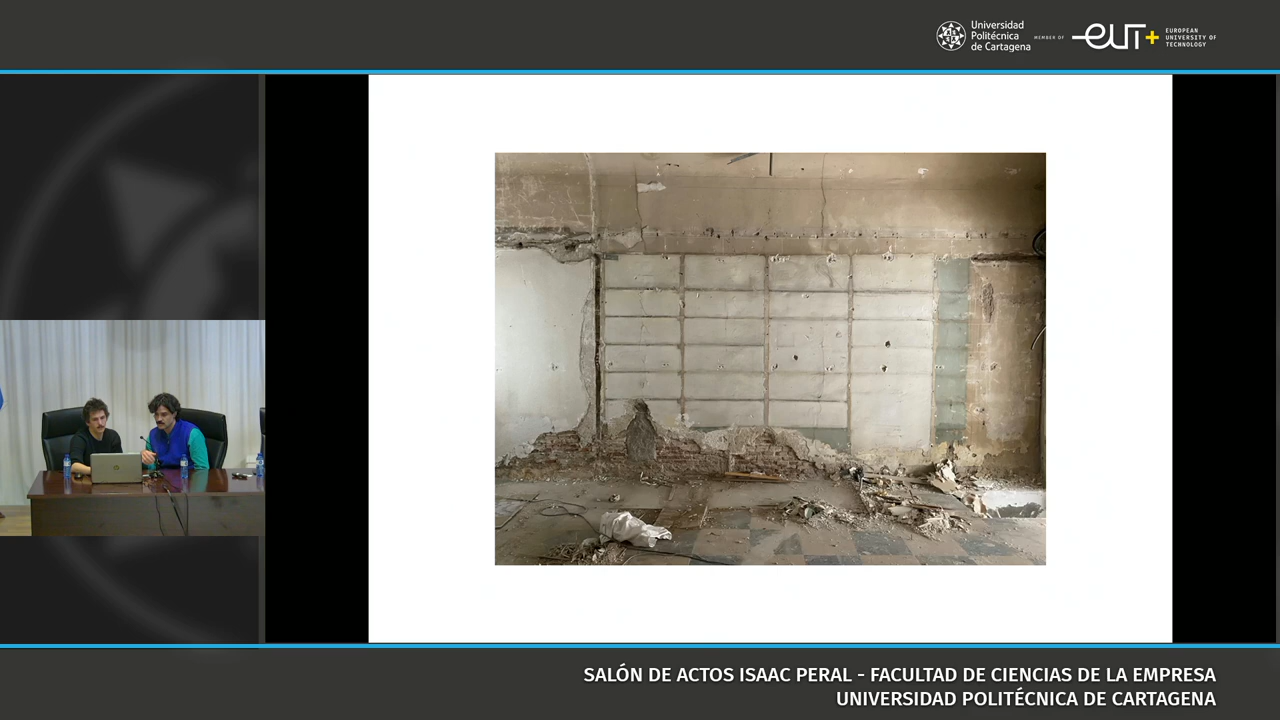 Universidad
Politécnica
de Cartagena
MEMBER OF
EUT+
EUROPEAN
UNIVERSITY OF
TECHNOLOGY
SALÓN DE ACTOS ISAAC PERAL - FACULTAD DE CIENCIAS DE LA EMPRESA
UNIVERSIDAD POLITÉCNICA DE CARTAGENA